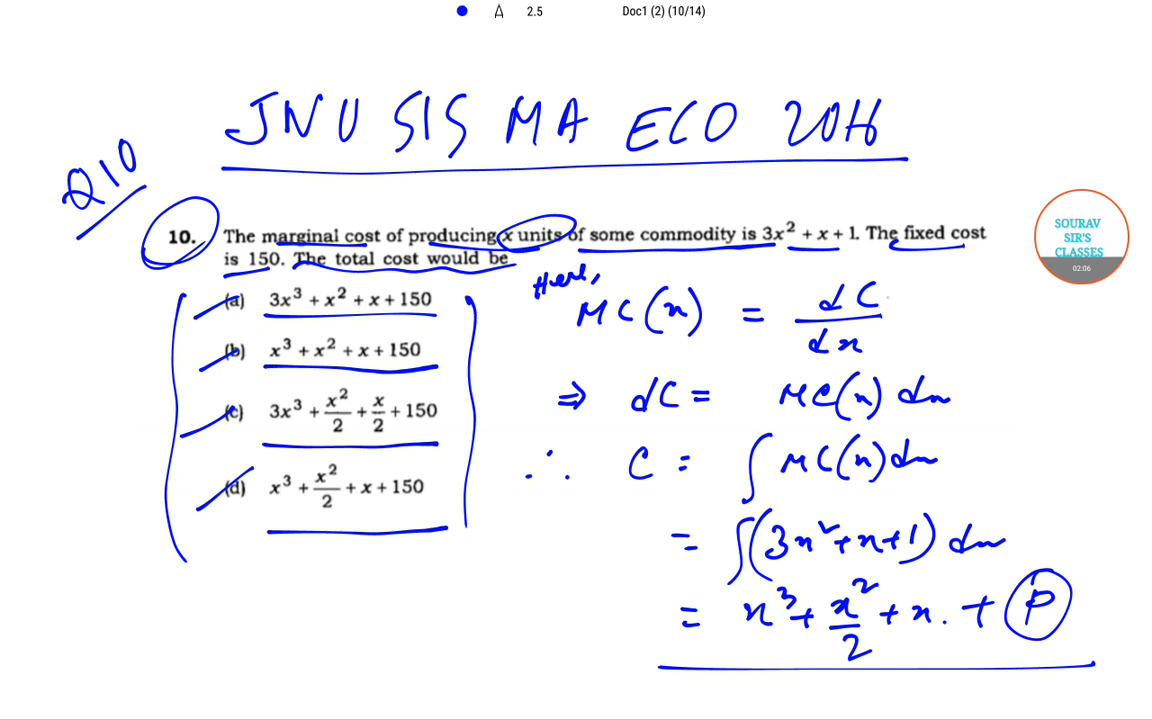 2.5 Doc1 (2) (10/14)
JNU SIS MA ECO 2016
Q10
10. The marginal cost of producing x units of some commodity is 3x² + x + 1. The fixed cost
is 150. The total cost would be
(a) 3x³ + x² + x + 150
(b) x³ + x² + x + 150
(c) 3x³ + x²/2 + x/2 + 150
(d) x³ + x²/2 + x + 150
SOURAV
SIR'S
CLASSES
02:06
Here,
MC(x) = dC/dx
⇒ dC = MC(x) dx
∴ C = ∫ MC(x) dx
= ∫(3x²+x+1) dx
= x³ + x²/2 + x. + P